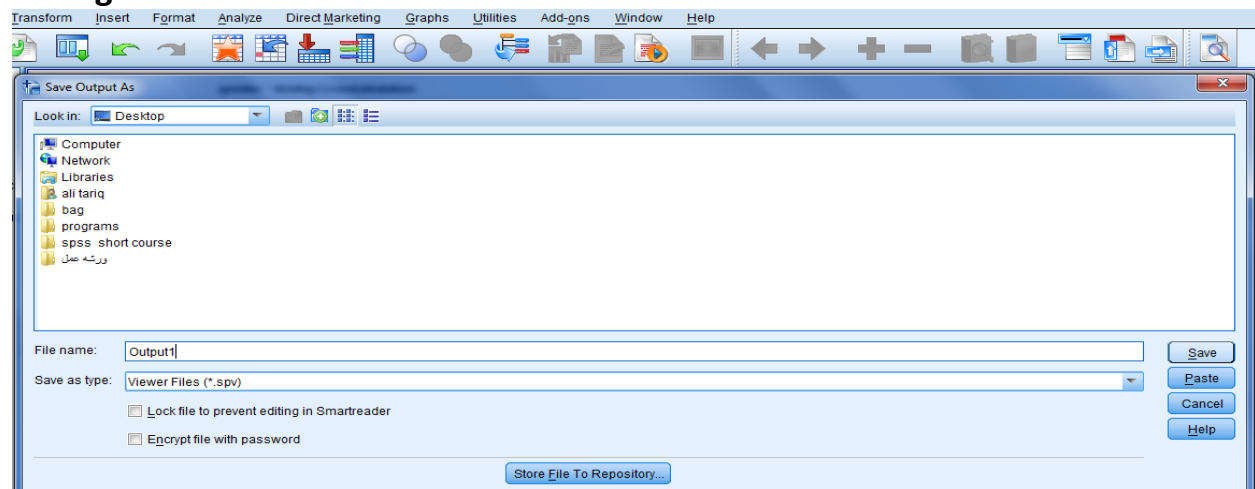 Transform Insert Format Analyze Direct Marketing Graphs Utilities Add-ons Window Help
Save Output As
Look in: Desktop
Computer
Network
Libraries
ali tariq
bag
programs
spss short course
ورشه عمل
File name: Output1 Save
Save as type: Viewer Files (*.spv) Paste
Lock file to prevent editing in Smartreader Cancel
Encrypt file with password Help
Store File To Repository...